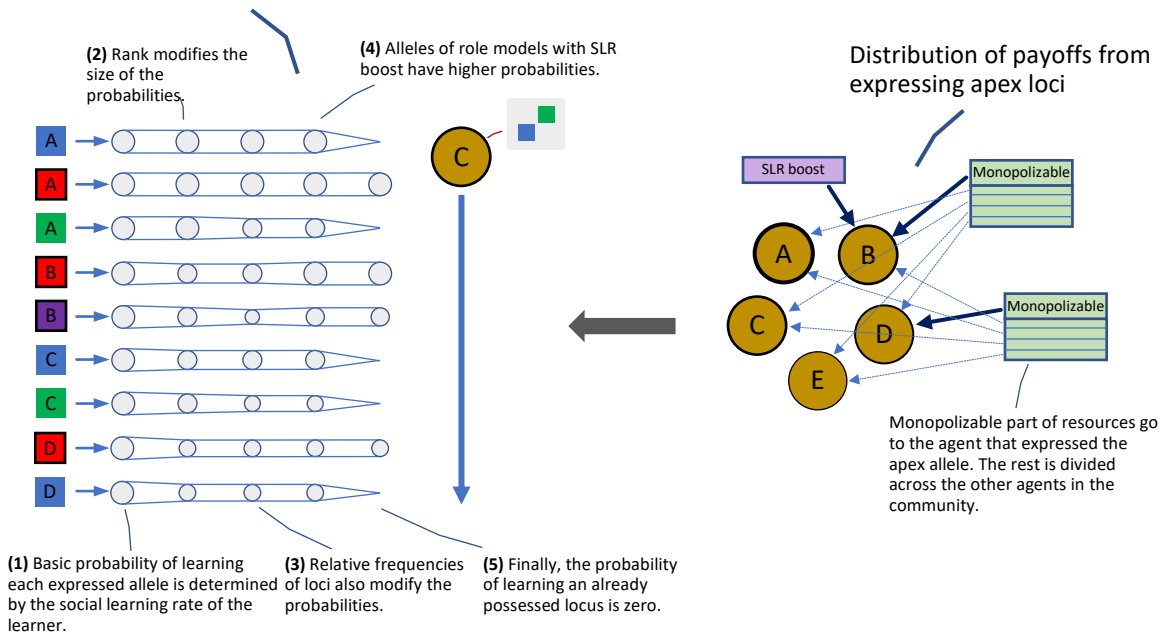 (2) Rank modifies the
size of the
probabilities.
(4) Alleles of role models with SLR
boost have higher probabilities.
A
A
A
B
B
C
C
D
D
C
(1) Basic probability of learning
each expressed allele is determined
by the social learning rate of the
learner.
(3) Relative frequencies
of loci also modify the
probabilities.
(5) Finally, the probability
of learning an already
possessed locus is zero.
Distribution of payoffs from
expressing apex loci
SLR boost
Monopolizable
A
B
C
D
E
Monopolizable
Monopolizable part of resources go
to the agent that expressed the
apex allele. The rest is divided
across the other agents in the
community.